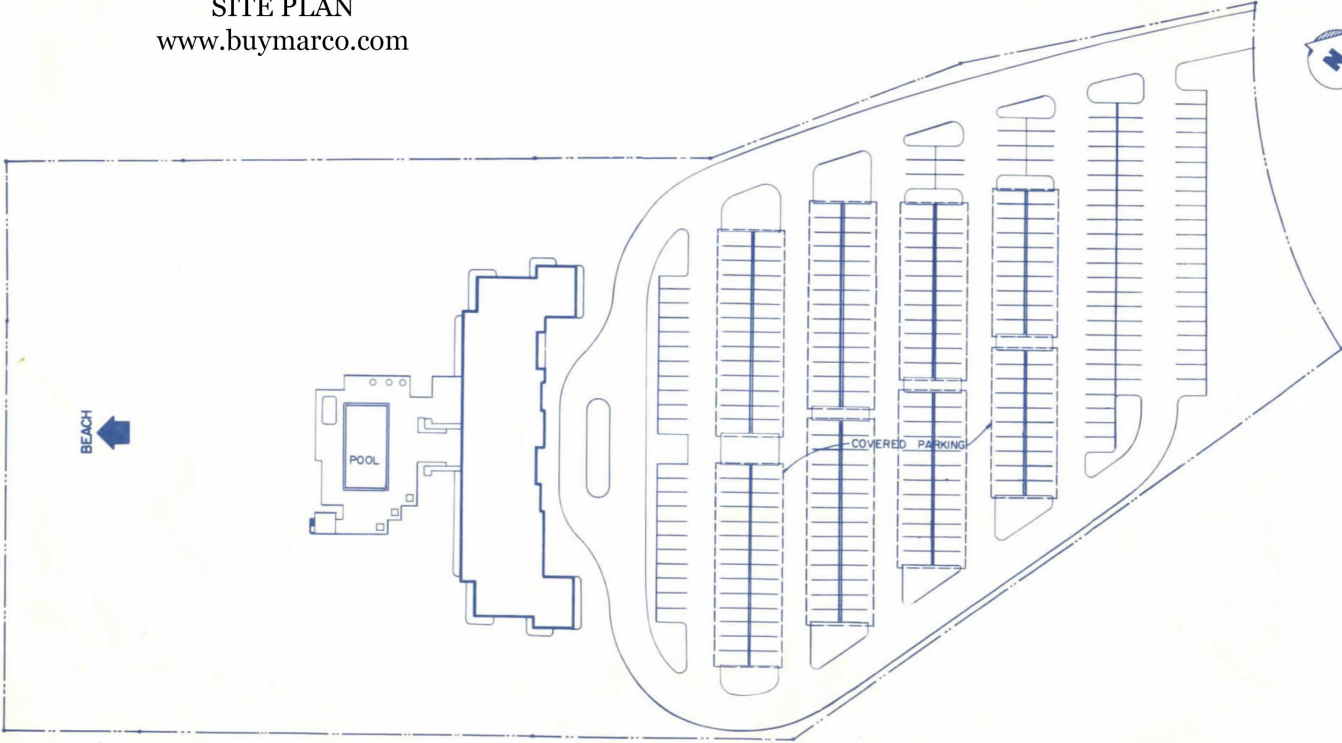 SITE PLAN
www.buymarco.com
N
BEACH
POOL
COVERED PARKING